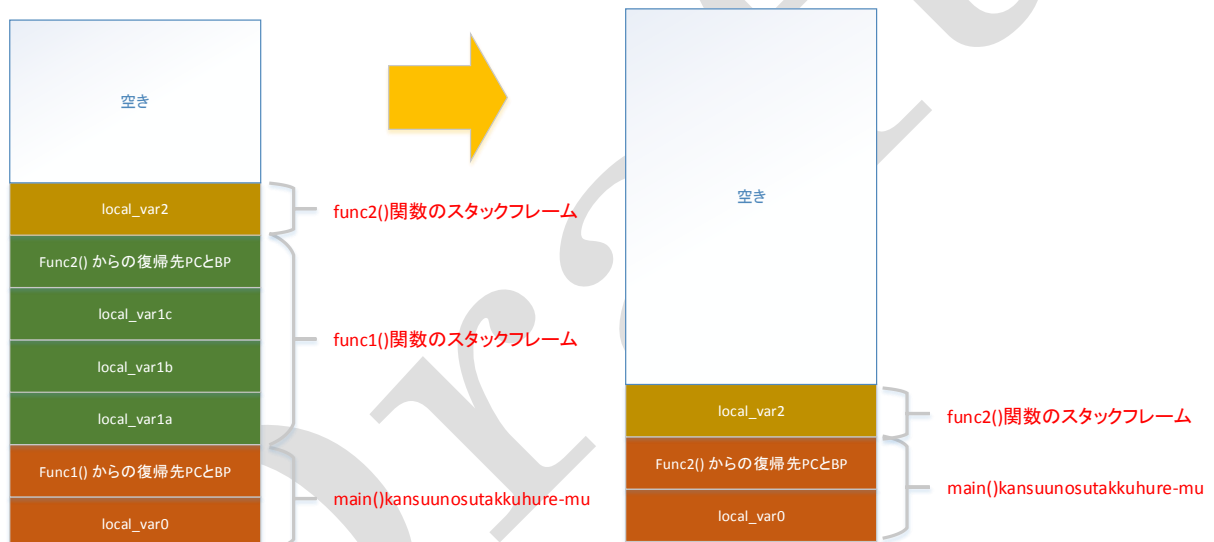 空き
local_var2
Func2() からの復帰先PCとBP
local_var1c
local_var1b
local_var1a
Func1() からの復帰先PCとBP
local_var0
func2()関数のスタックフレーム
func1()関数のスタックフレーム
main()kansuunosutakkuhure-mu
空き
local_var2
Func2() からの復帰先PCとBP
local_var0
func2()関数のスタックフレーム
main()kansuunosutakkuhure-mu